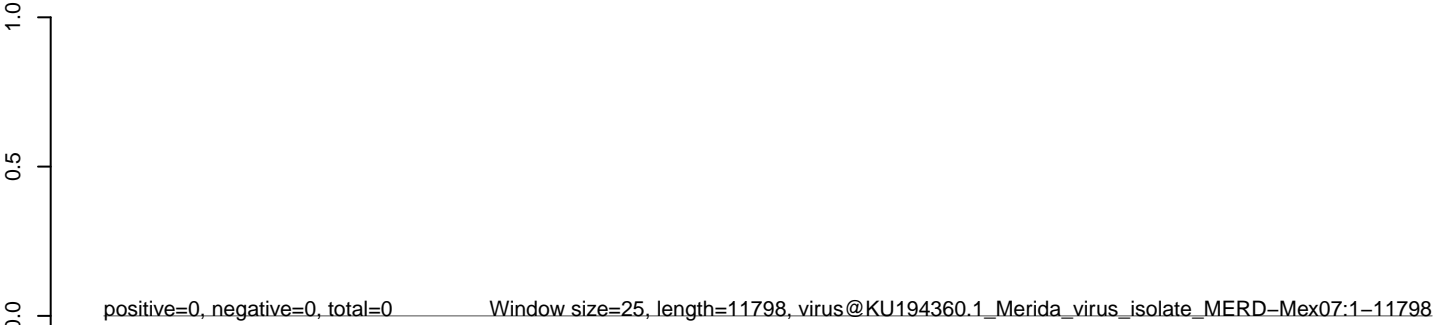 1.0
0.5
0.0
positive=0, negative=0, total=0 Window size=25, length=11798, virus@KU194360.1_Merida_virus_isolate_MERD−Mex07:1−11798